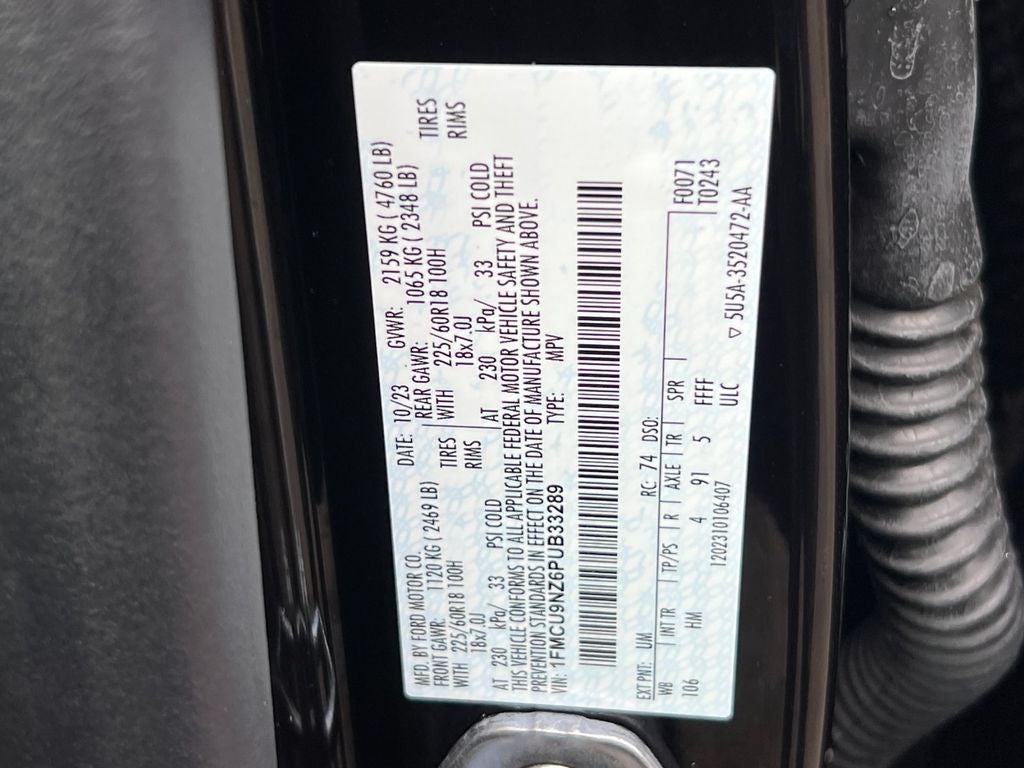 MFD. BY FORD MOTOR CO.
DATE: 10/23 GVWR: 2159 KG ( 4760 LB)
FRONT GAWR: 1120 KG ( 2469 LB) REAR GAWR: 1065 KG ( 2348 LB)
WITH 225/60R18 100H TIRES WITH 225/60R18 100H TIRES
18x7.0J RIMS 18x7.0J RIMS
AT 230 kPa/ 33 PSI COLD AT 230 kPa/ 33 PSI COLD
THIS VEHICLE CONFORMS TO ALL APPLICABLE FEDERAL MOTOR VEHICLE SAFETY AND THEFT
PREVENTION STANDARDS IN EFFECT ON THE DATE OF MANUFACTURE SHOWN ABOVE.
VIN: 1FMCU9NZ6PUB33289 TYPE: MPV
EXT PNT: UM RC: 74 DSO: F0071
WB INT TR TP/PS R AXLE TR SPR T0243
106 HM 4 91 5 FFFF
1202310106407 ULC
▽ 5U5A-3520472-AA